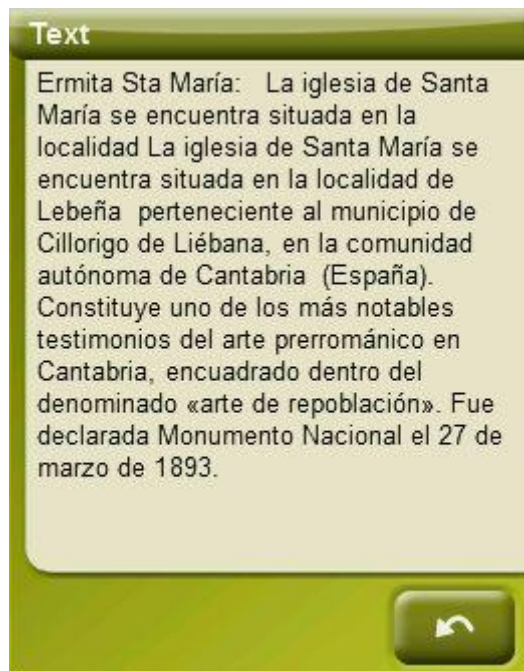 Text
Ermita Sta María:   La iglesia de Santa
María se encuentra situada en la
localidad La iglesia de Santa María se
encuentra situada en la localidad de
Lebeña  perteneciente al municipio de
Cillorigo de Liébana, en la comunidad
autónoma de Cantabria  (España).
Constituye uno de los más notables
testimonios del arte prerrománico en
Cantabria, encuadrado dentro del
denominado «arte de repoblación». Fue
declarada Monumento Nacional el 27 de
marzo de 1893.